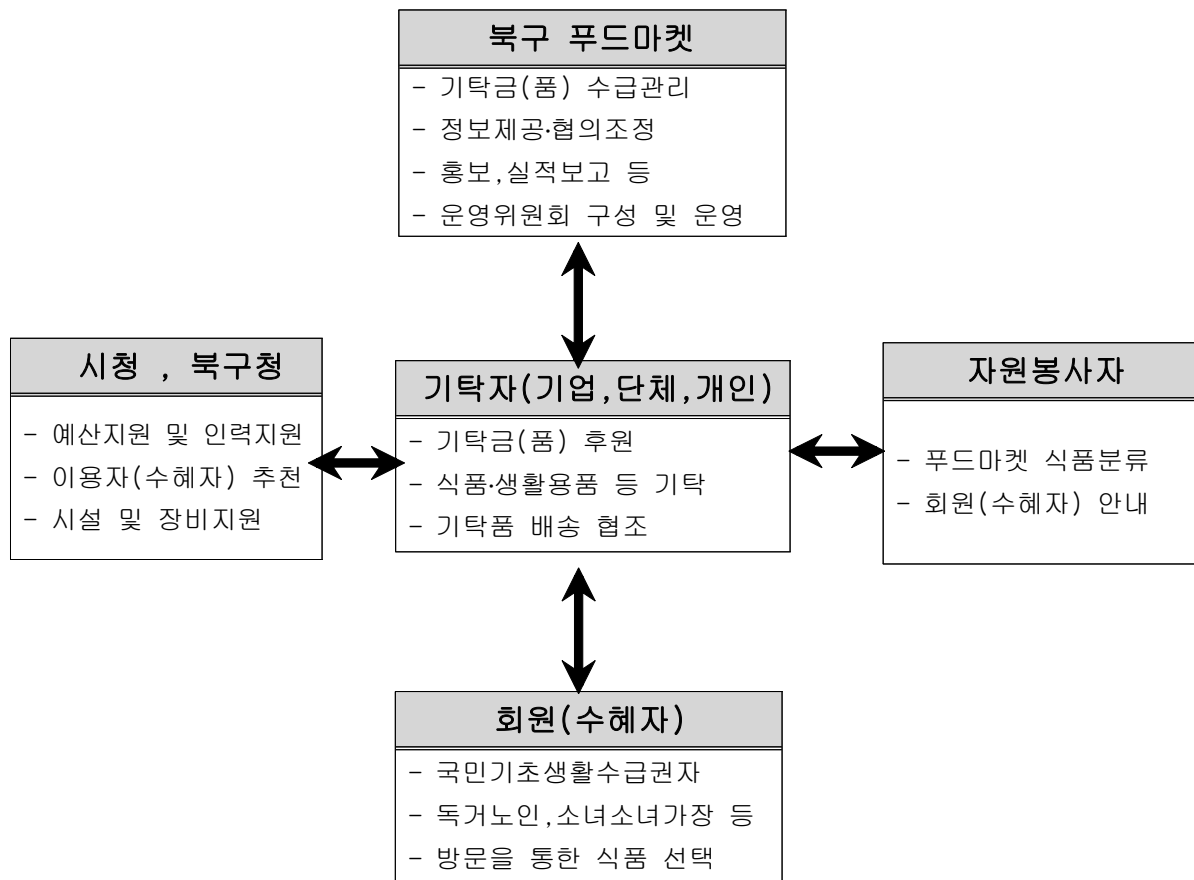 북구 푸드마켓
- 기탁금(품) 수급관리
- 정보제공·협의조정
- 홍보,실적보고 등
- 운영위원회 구성 및 운영
시청 , 북구청
- 예산지원 및 인력지원
- 이용자(수혜자) 추천
- 시설 및 장비지원
기탁자(기업,단체,개인)
- 기탁금(품) 후원
- 식품·생활용품 등 기탁
- 기탁품 배송 협조
자원봉사자
- 푸드마켓 식품분류
- 회원(수혜자) 안내
회원(수혜자)
- 국민기초생활수급권자
- 독거노인,소녀소녀가장 등
- 방문을 통한 식품 선택